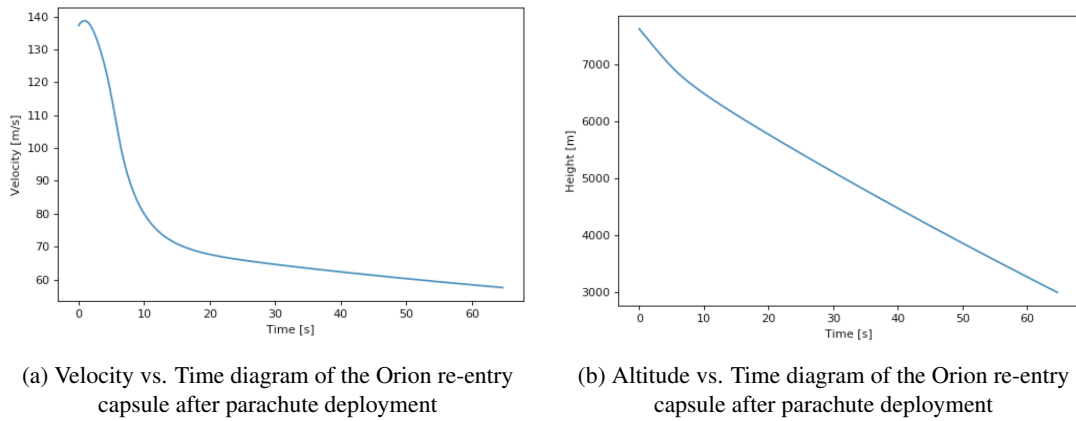 140
130
120
110
100
90
80
70
60
Velocity [m/s]
0 10 20 30 40 50 60
Time [s]
(a) Velocity vs. Time diagram of the Orion re-entry
capsule after parachute deployment
7000
6000
5000
4000
3000
Height [m]
0 10 20 30 40 50 60
Time [s]
(b) Altitude vs. Time diagram of the Orion re-entry
capsule after parachute deployment